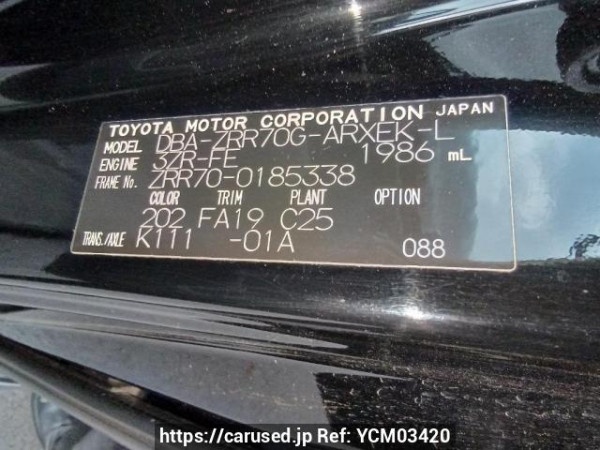 TOYOTA MOTOR CORPORATION JAPAN
MODEL DBA-ZRR70G-ARXEK-L
ENGINE 3ZR-FE 1986 mL
FRAME No. ZRR70-0185338
COLOR TRIM PLANT OPTION
202 FA19 C25
TRANS./AXLE K111 -01A 088
https://carused.jp Ref: YCM03420